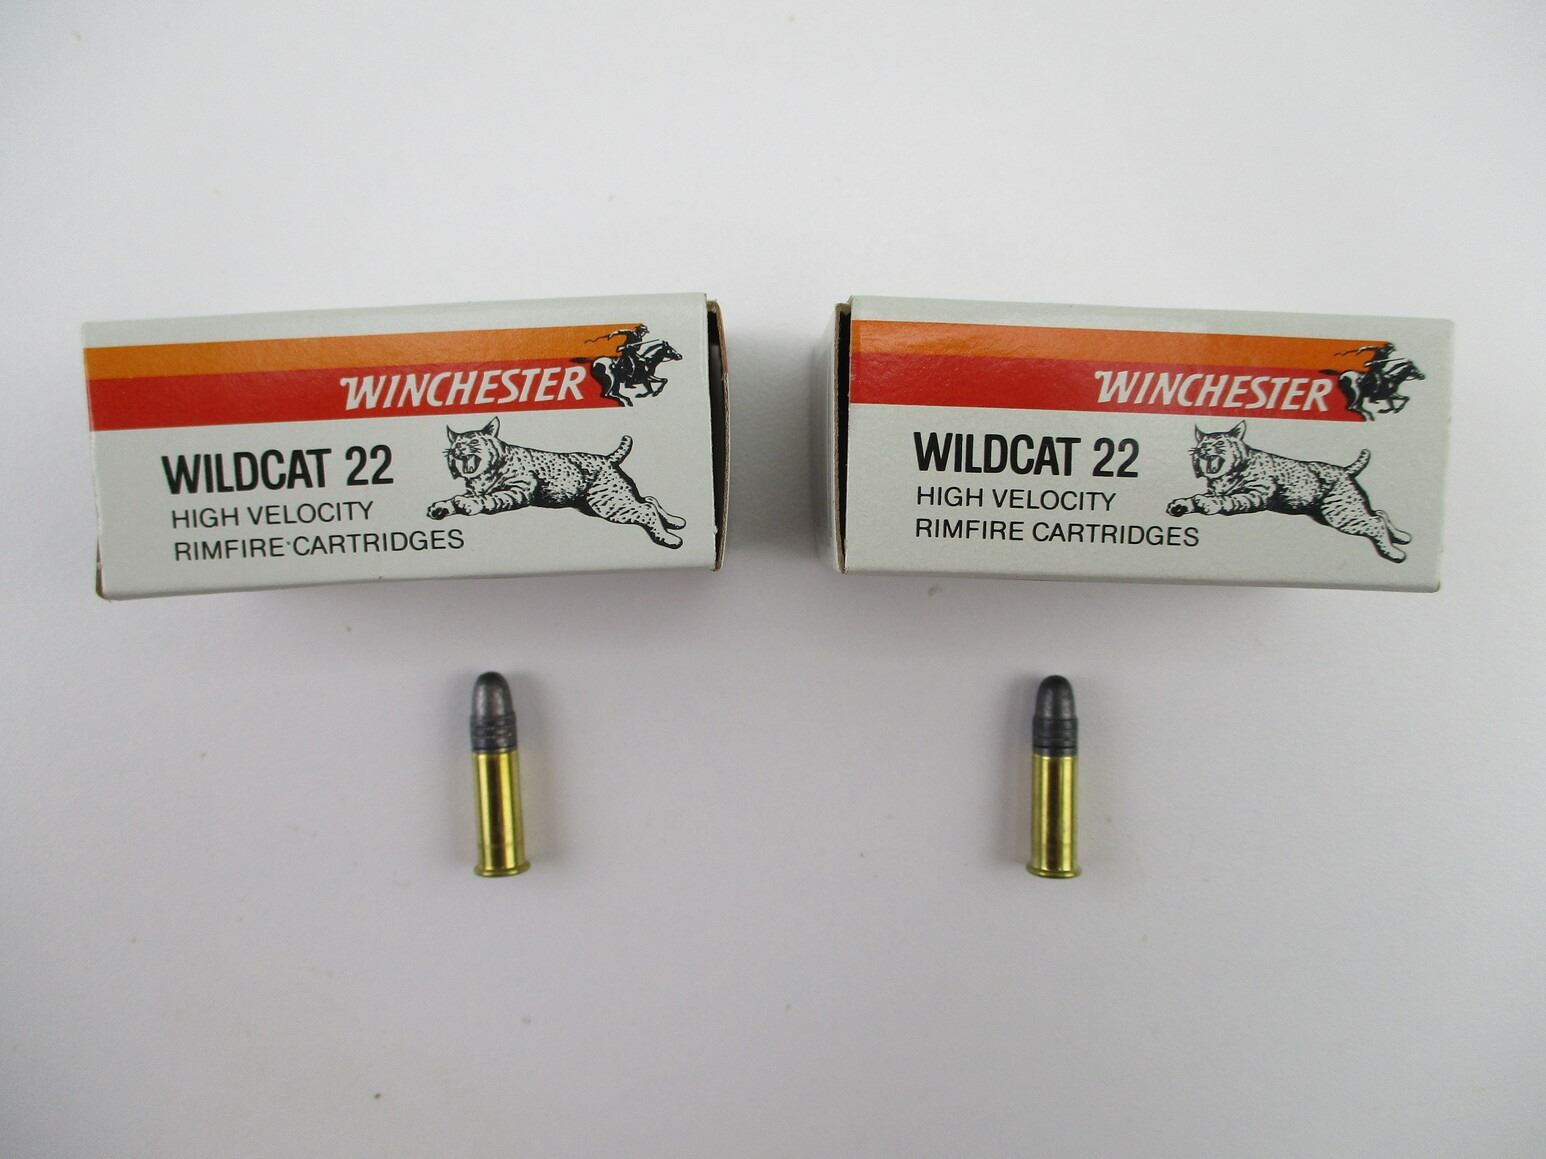 WINCHESTER
WILDCAT 22
HIGH VELOCITY
RIMFIRE CARTRIDGES
WINCHESTER
WILDCAT 22
HIGH VELOCITY
RIMFIRE CARTRIDGES